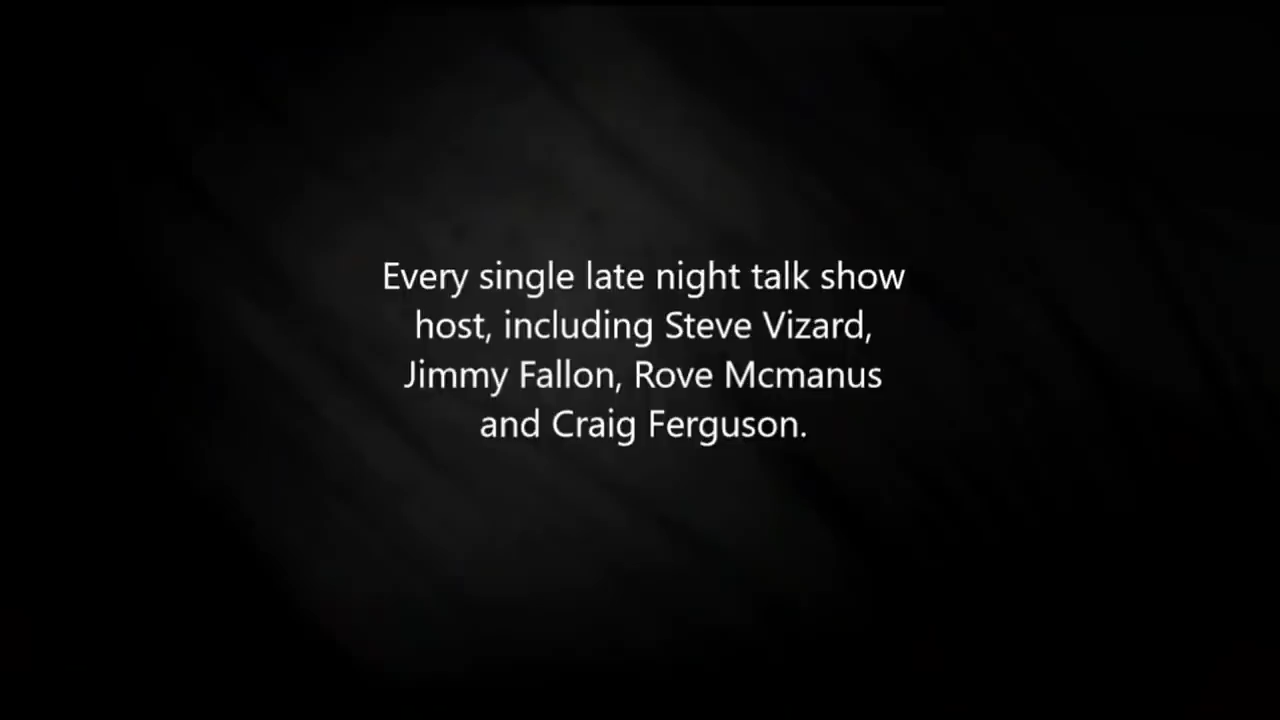 Every single late night talk show
host, including Steve Vizard,
Jimmy Fallon, Rove Mcmanus
and Craig Ferguson.